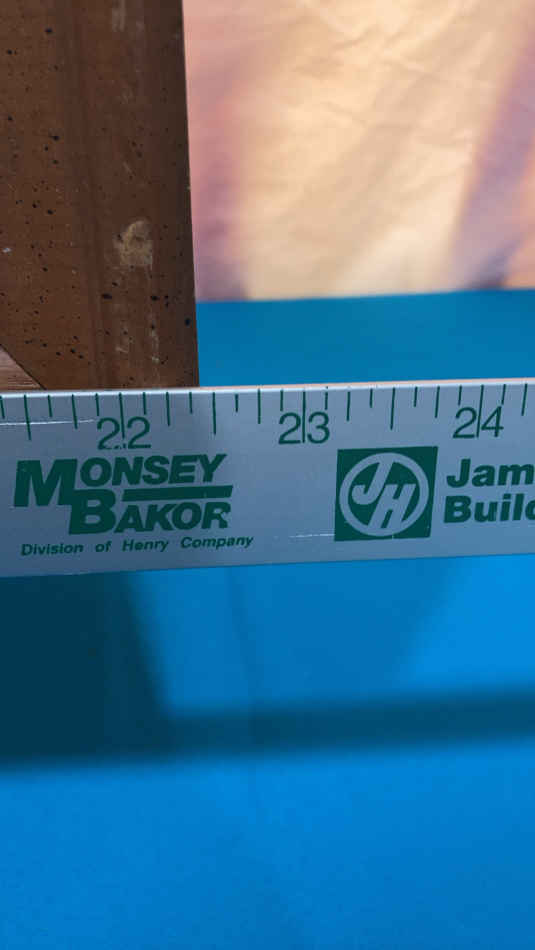 22 23 24
MONSEY
BAKOR
Division of Henry Company
JH
Jam
Build